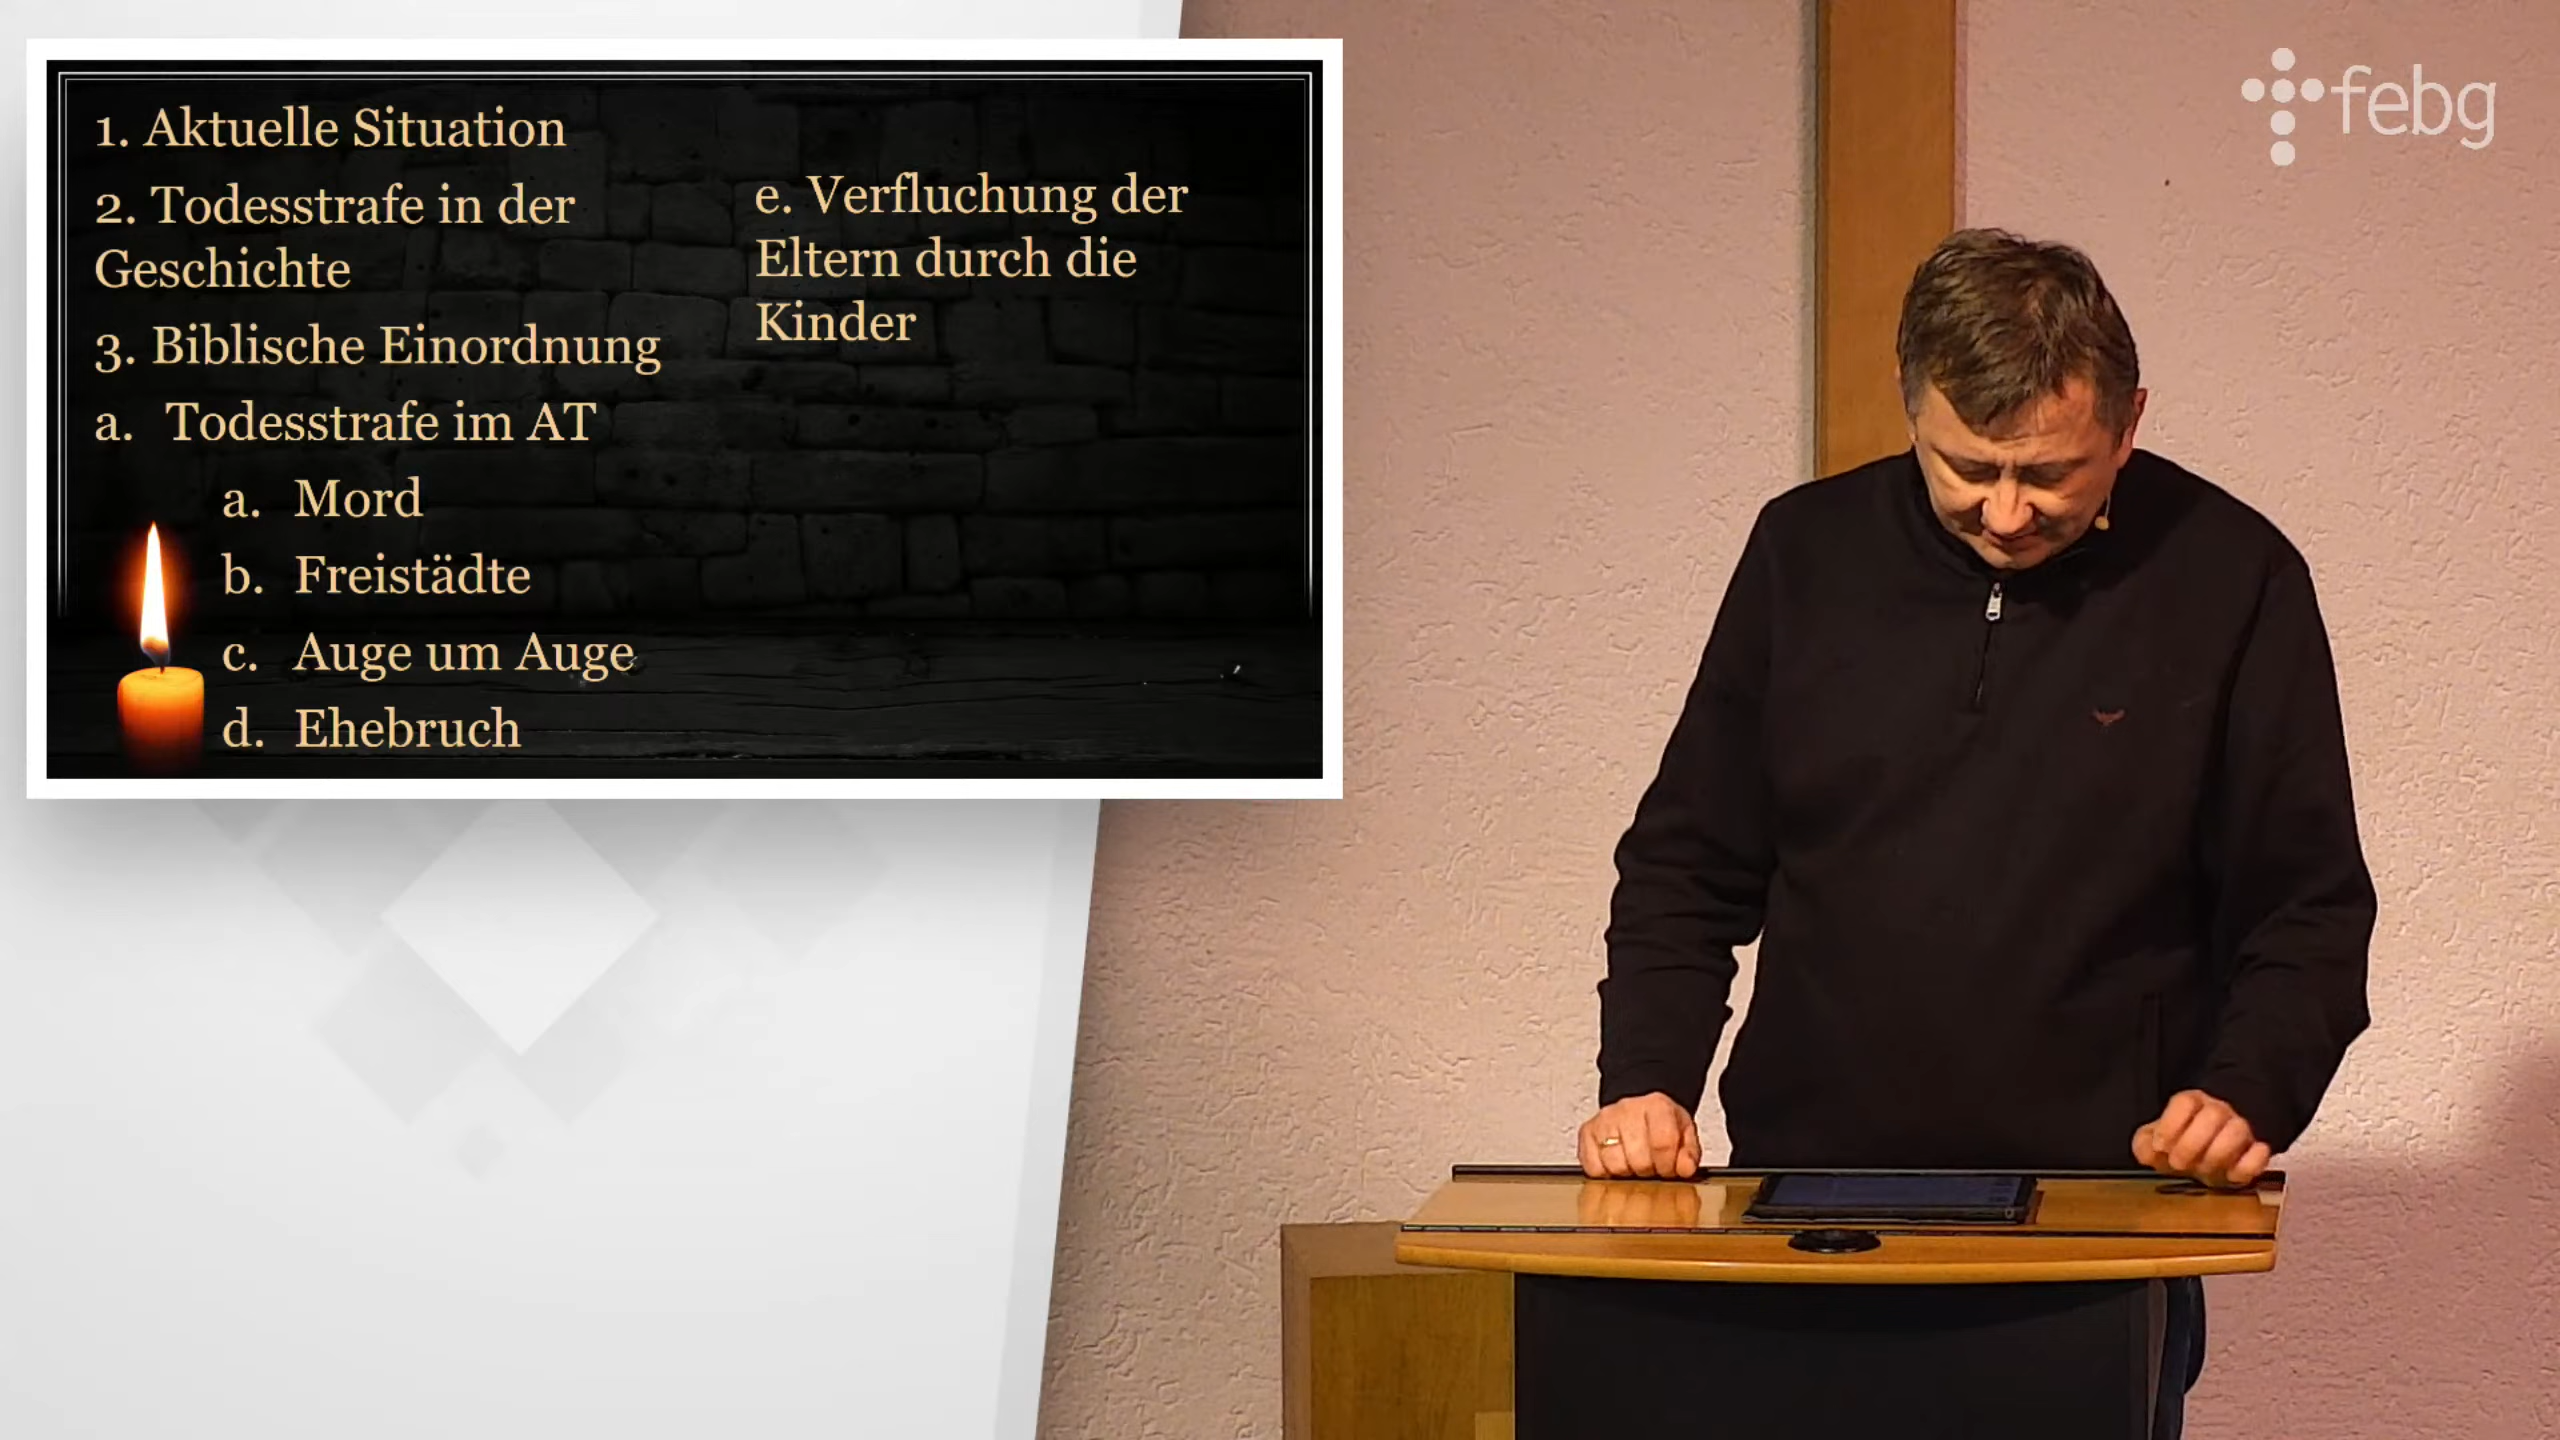 1. Aktuelle Situation
2. Todesstrafe in der
Geschichte
3. Biblische Einordnung
a. Todesstrafe im AT
a. Mord
b. Freistädte
c. Auge um Auge
d. Ehebruch
e. Verfluchung der
Eltern durch die
Kinder
febg